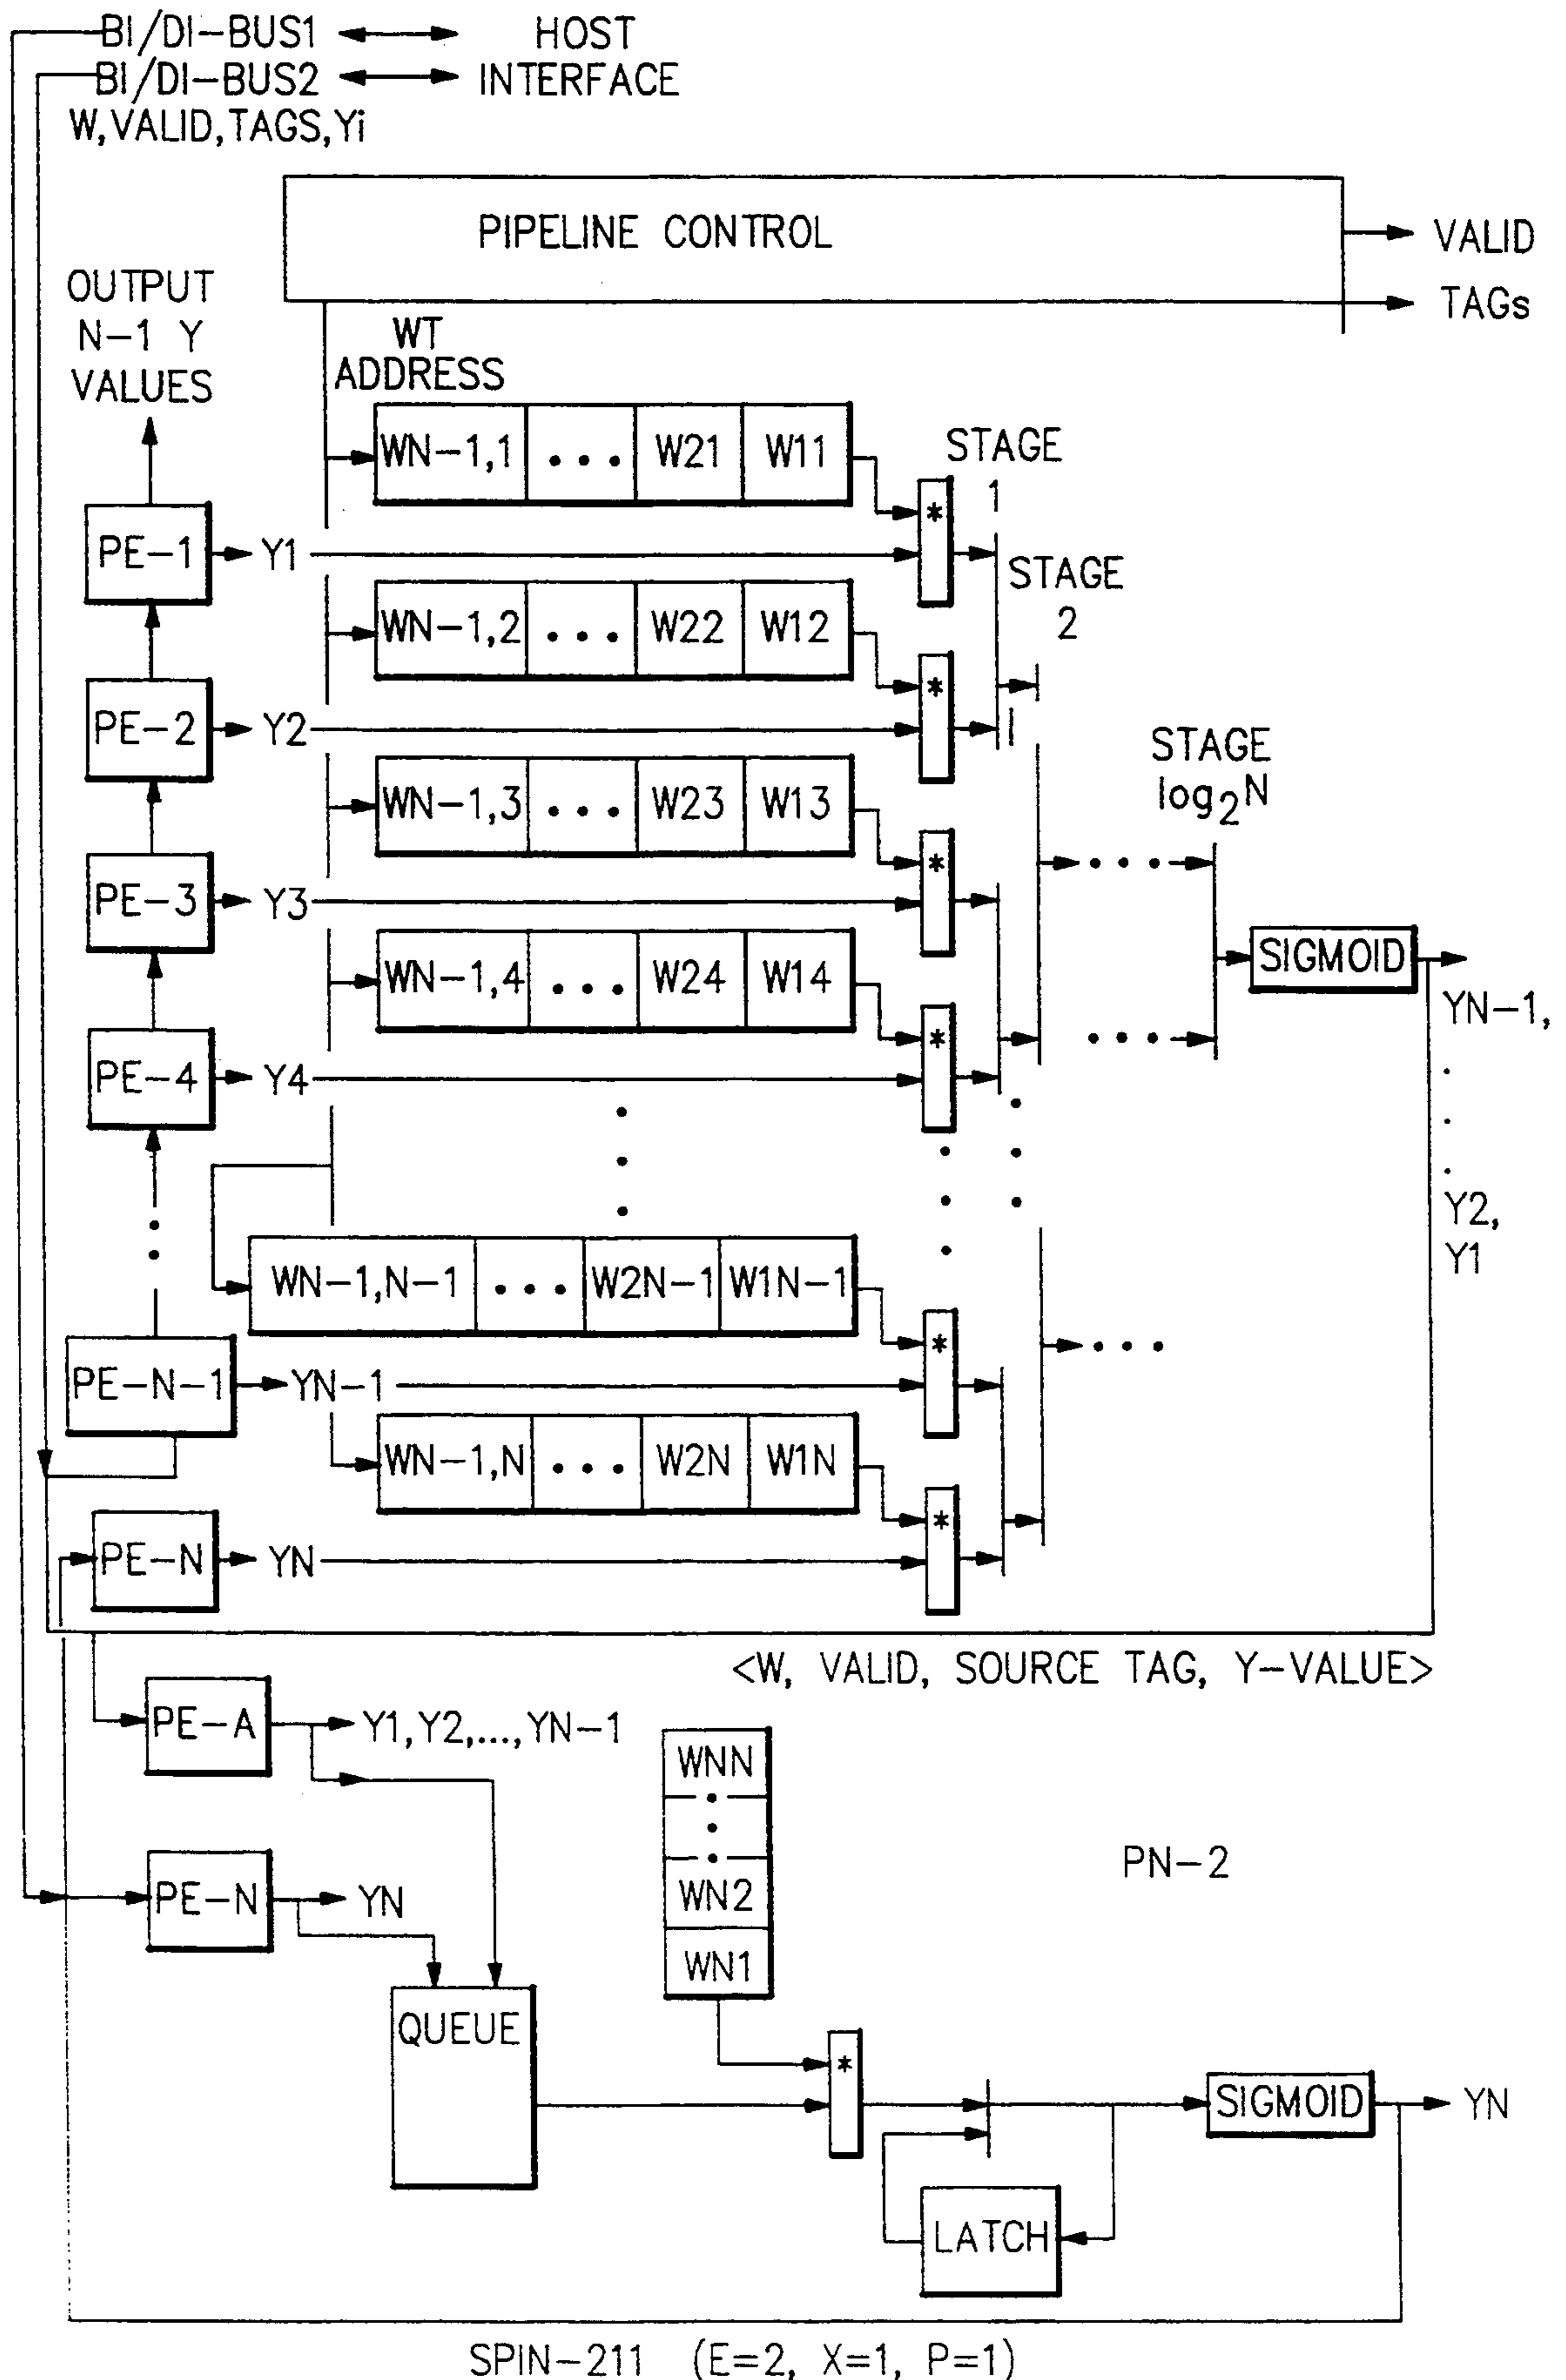 BI/DI-BUS1 HOST
BI/DI-BUS2 INTERFACE
W,VALID,TAGS,Yi
PIPELINE CONTROL
VALID
TAGs
OUTPUT
N-1 Y
VALUES
WT
ADDRESS
WN-1,1 ... W21 W11
STAGE
1
*
PE-1 Y1
STAGE
2
WN-1,2 ... W22 W12
*
PE-2 Y2
STAGE
log2N
WN-1,3 ... W23 W13
*
PE-3 Y3
WN-1,4 ... W24 W14
SIGMOID
YN-1,
.
.
.
Y2,
Y1
*
PE-4 Y4
WN-1,N-1 ... W2N-1 W1N-1
*
PE-N-1 YN-1
WN-1,N ... W2N W1N
*
PE-N YN
<W, VALID, SOURCE TAG, Y-VALUE>
PE-A Y1,Y2,...,YN-1
WNN
WN2
WN1
PN-2
PE-N YN
QUEUE
*
SIGMOID YN
LATCH
SPIN-211 (E=2, X=1, P=1)